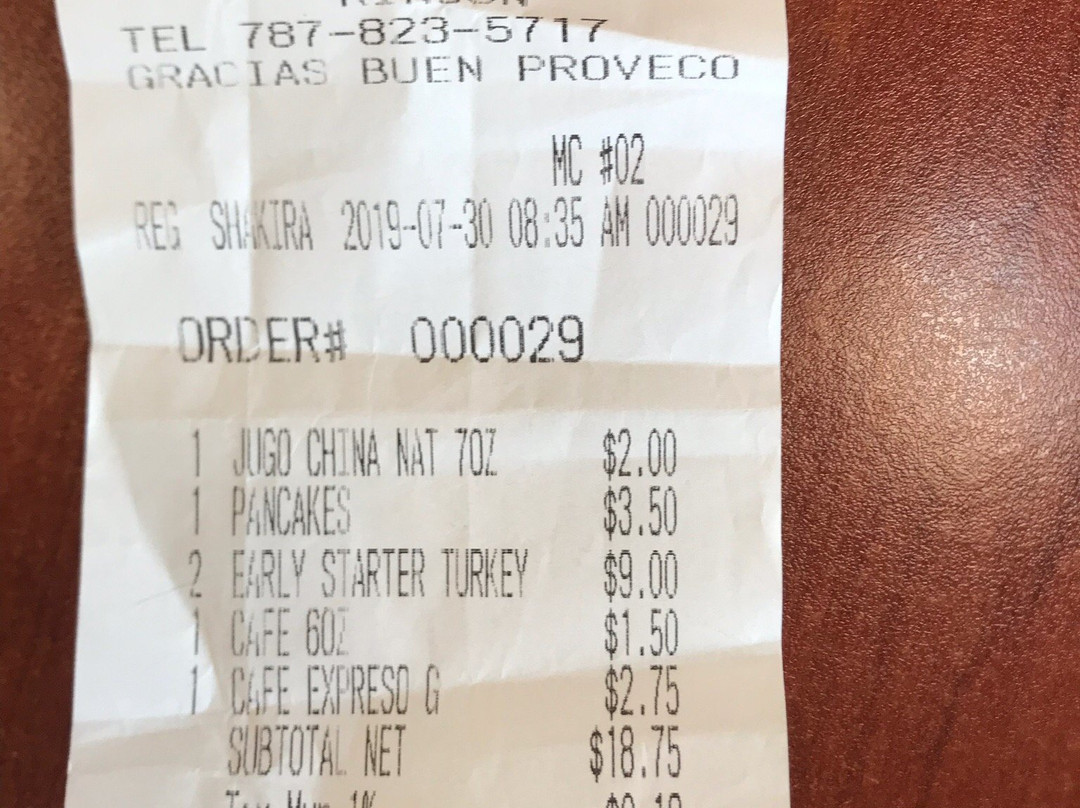 TEL 787-823-5717
GRACIAS BUEN PROVECO
MC #02
REG SHAKIRA 2019-07-30 08:35 AM 000029
ORDER# 000029
1 JUGO CHINA NAT 7OZ $2.00
1 PANCAKES $3.50
2 EARLY STARTER TURKEY $9.00
1 CAFE 6OZ $1.50
1 CAFE EXPRESO G $2.75
SUBTOTAL NET $18.75